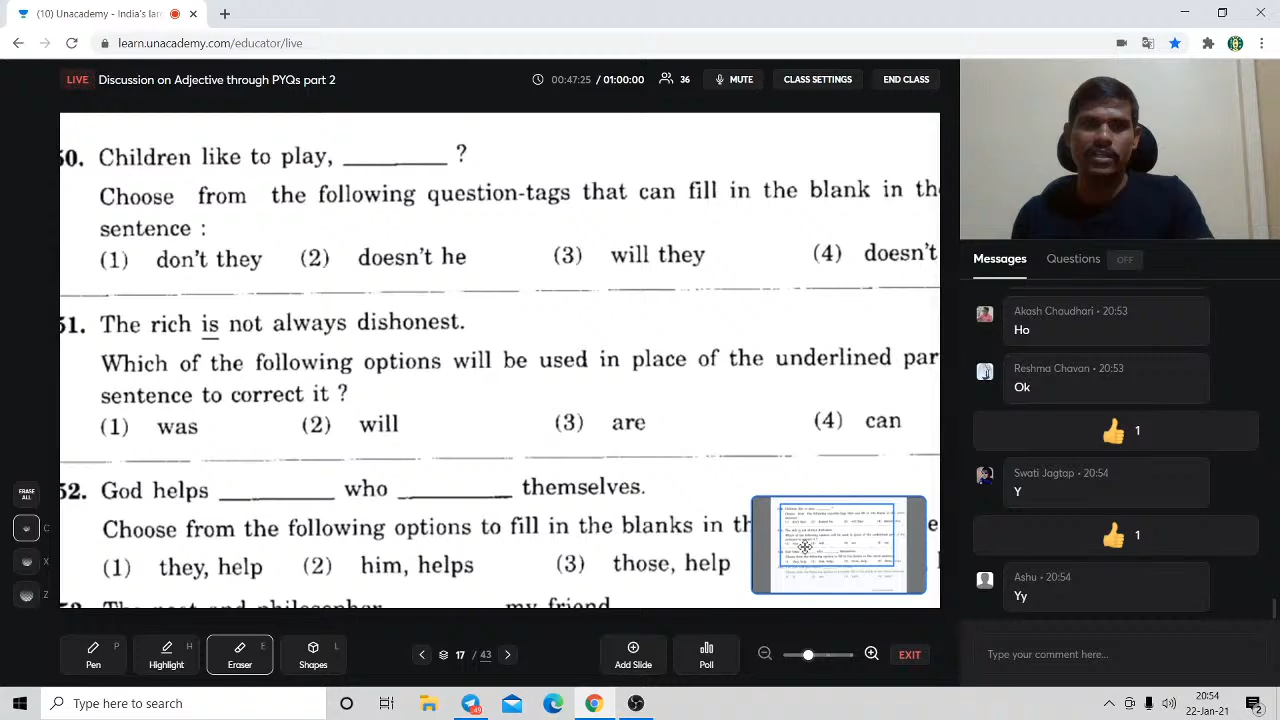 (10) Unacademy - India's lar
learn.unacademy.com/educator/live
LIVE Discussion on Adjective through PYQs part 2 00:47:25 / 01:00:00 36 MUTE CLASS SETTINGS END CLASS
50. Children like to play, ________ ?
Choose from the following question-tags that can fill in the blank in th
sentence :
(1) don't they (2) doesn't he (3) will they (4) doesn't
51. The rich is not always dishonest.
Which of the following options will be used in place of the underlined par
sentence to correct it ?
(1) was (2) will (3) are (4) can
52. God helps ________ who ________ themselves.
Choose from the following options to fill in the blanks in th e
(1) they, help (2) him, helps (3) those, help
my friend
ERASE
ALL
C
X
Z
Messages Questions OFF
Akash Chaudhari • 20:53
Ho
Reshma Chavan • 20:53
Ok
1
Swati Jagtap • 20:54
Y
1
Ashu • 20:54
Yy
Type your comment here...
Pen P Highlight H Eraser E Shapes L 17 / 43 Add Slide Poll EXIT
Type here to search
20:54
22-Jan-21
2